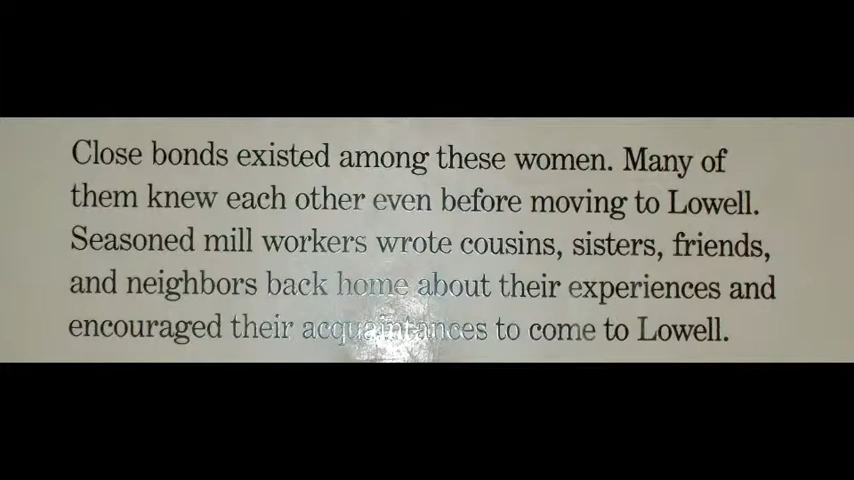 Close bonds existed among these women. Many of
them knew each other even before moving to Lowell.
Seasoned mill workers wrote cousins, sisters, friends,
and neighbors back home about their experiences and
encouraged their acquaintances to come to Lowell.